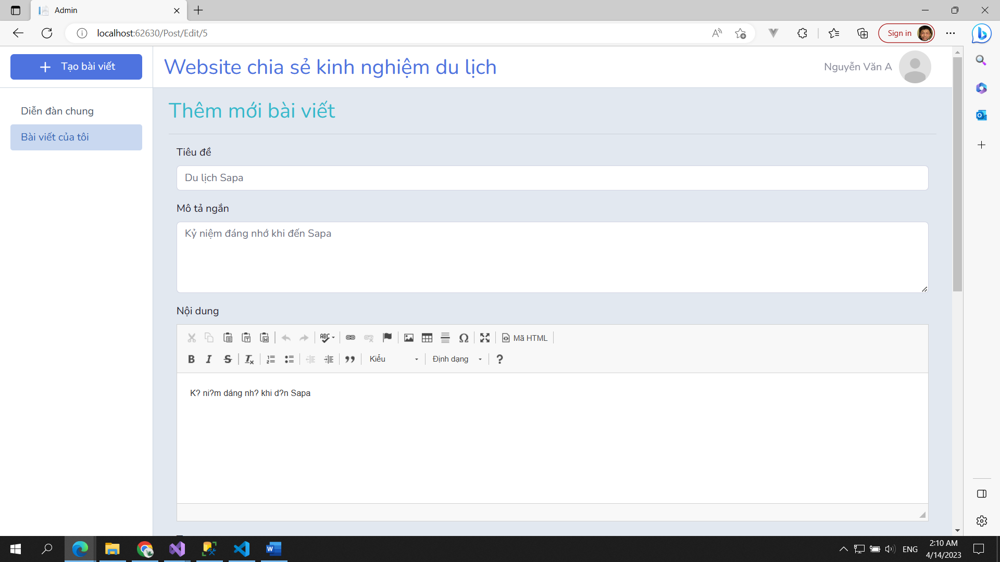 Admin
localhost:62630/Post/Edit/5
Sign in
Tạo bài viết
Website chia sẻ kinh nghiệm du lịch
Nguyễn Văn A
Diễn đàn chung
Bài viết của tôi
Thêm mới bài viết
Tiêu đề
Du lịch Sapa
Mô tả ngắn
Kỷ niệm đáng nhớ khi đến Sapa
Nội dung
Mã HTML
Kiểu
Định dạng
K? ni?m dáng nh? khi d?n Sapa
ENG
2:10 AM
4/14/2023